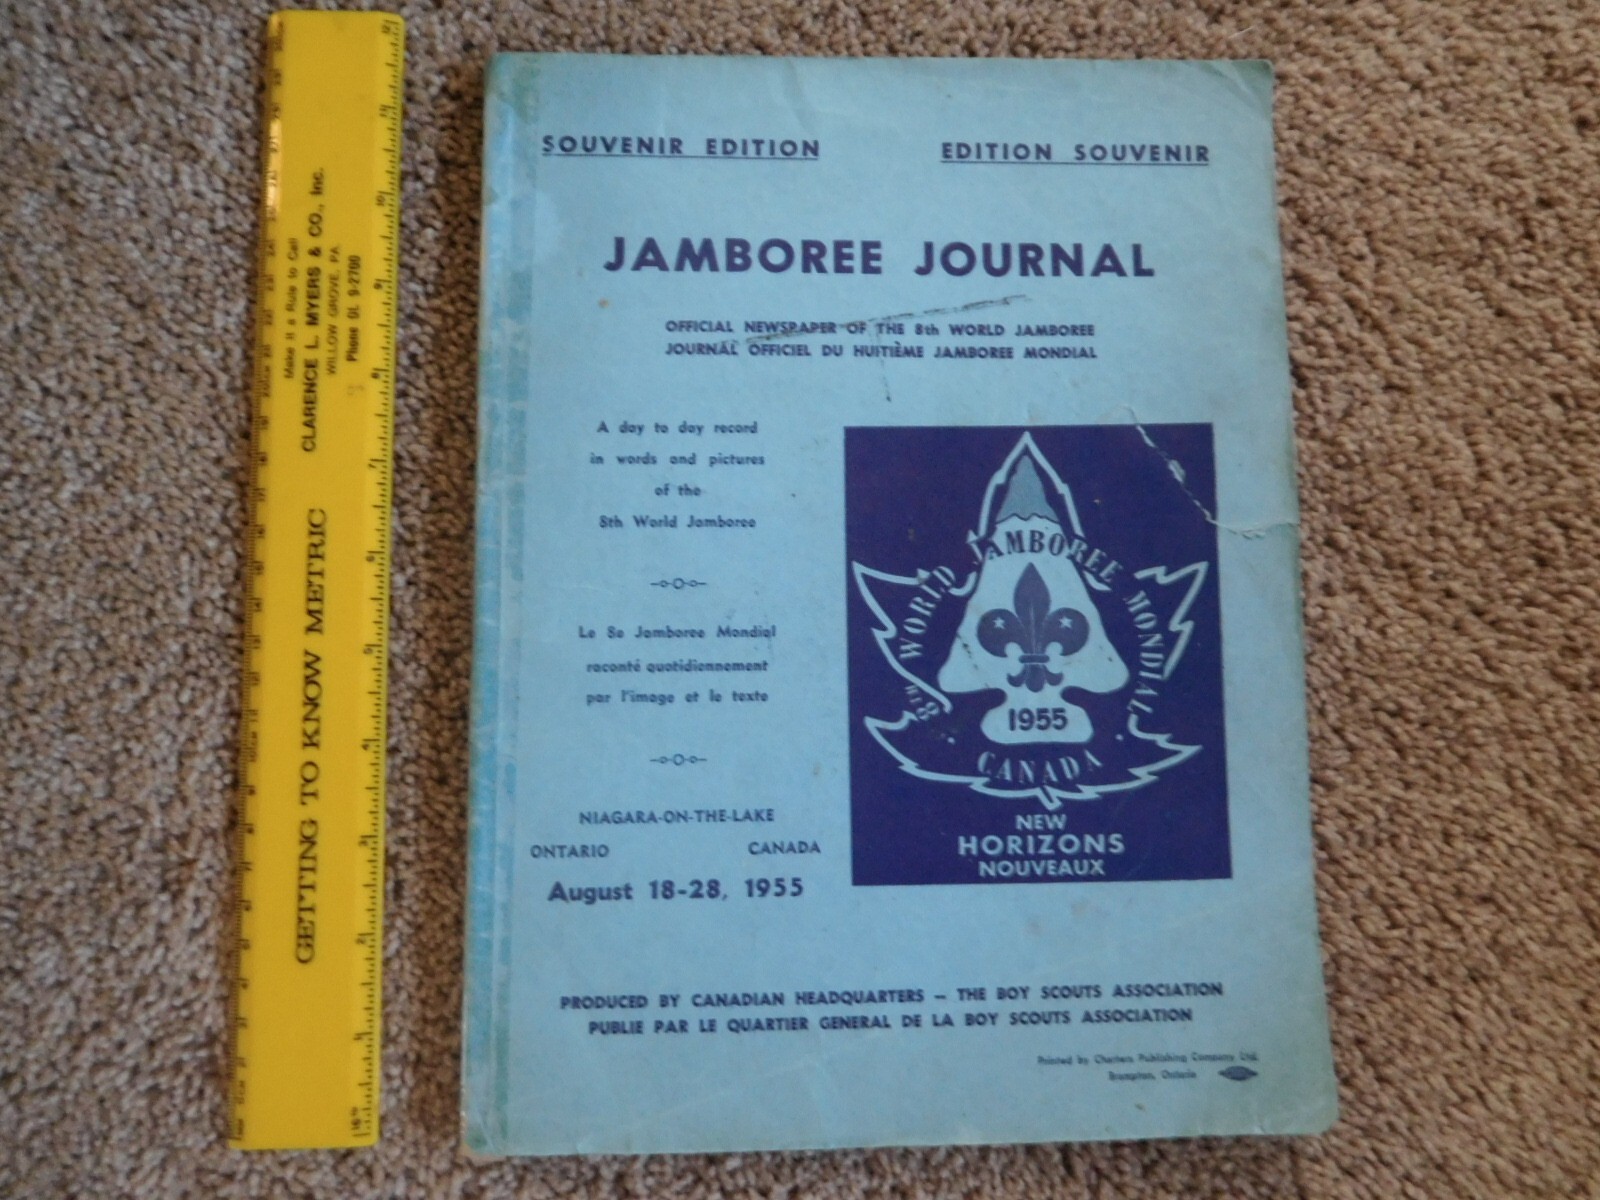 SOUVENIR EDITION
EDITION SOUVENIR
JAMBOREE JOURNAL
OFFICIAL NEWSPAPER OF THE 8th WORLD JAMBOREE
JOURNAL OFFICIEL DU HUITIÈME JAMBOREE MONDIAL
A day to day record
in words and pictures
of the
8th World Jamboree
Le 8e Jamboree Mondial
raconté quotidiennement
par l'image et le texte
NIAGARA-ON-THE-LAKE
ONTARIO CANADA
August 18-28, 1955
8TH WORLD JAMBOREE MONDIAL
1955
CANADA
NEW
HORIZONS
NOUVEAUX
PRODUCED BY CANADIAN HEADQUARTERS – THE BOY SCOUTS ASSOCIATION
PUBLIE PAR LE QUARTIER GENERAL DE LA BOY SCOUTS ASSOCIATION
Printed by Charters Publishing Company Ltd.
Brampton, Ontario
Make it a Rule to Call
CLARENCE L. MYERS & CO., Inc.
WILLOW GROVE, PA
Phone OL 9-2700
GETTING TO KNOW METRIC